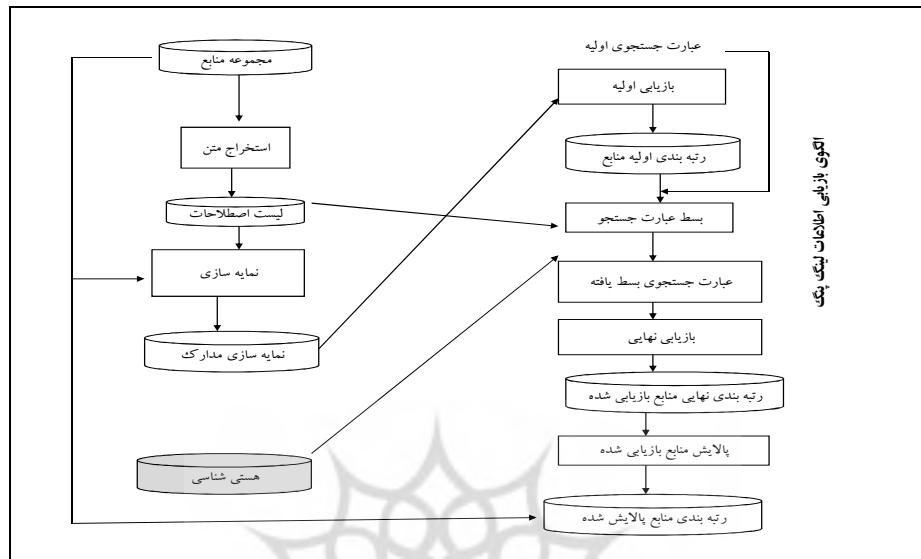 عبارت جستجوی اولیه
بازیابی اولیه
رتبه بندی اولیه منابع
بسط عبارت جستجو
عبارت جستجوی بسط یافته
بازیابی نهایی
رتبه بندی نهایی منابع بازیابی شده
پالایش منابع بازیابی شده
رتبه بندی منابع پالایش شده
مجموعه منابع
استخراج متن
لیست اصطلاحات
نمایه سازی
نمایه سازی مدارک
هستی شناسی
الگوی بازیابی اطلاعات لینگ پنگ